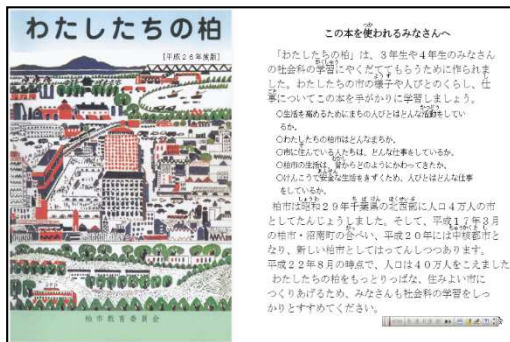 わたしたちの柏
[平成26年度版]
柏市教育委員会
この本を使われるみなさんへ
「わたしたちの柏」は、3年生や4年生のみなさん
の社会科の学習にやくだててもらうために作られま
した。わたしたちの市の様子や人びとのくらし、仕
事についてこの本を手がかりに学習しましょう。
○生活を高めるためにまちの人びとはどんな活動をしてい
るか。
○わたしたちの柏市はどんなまちか。
○市に住んでいる人たちは、どんな仕事をしているか。
○柏市の生活は、昔からどのようにかわってきたか。
○けんこうで安全な生活をきずくため、人びとはどんな仕事
をしているか。
柏市は昭和29年千葉県の北西部に人口4万人の市
としてたんじょうしました。そして、平成17年3月
の柏市・沼南町の合ぺい、平成20年には中核都市と
なり、新しい柏市としてはってんしつつあります。
平成22年8月の時点で、人口は40万人をこえました
わたしたちの柏をもっとりっぱな、住みよい市に
つくりあげるため、みなさんも社会科の学習をしっ
かりとすすめてください。